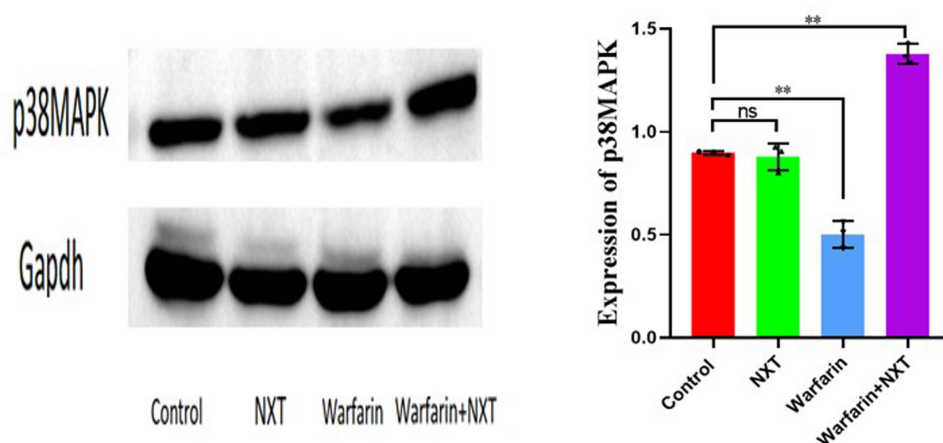 p38MAPK
Gapdh
Control NXT Warfarin Warfarin+NXT
Expression of p38MAPK
1.5
1.0
0.5
0.0
**
**
ns
Control
NXT
Warfarin
Warfarin+NXT